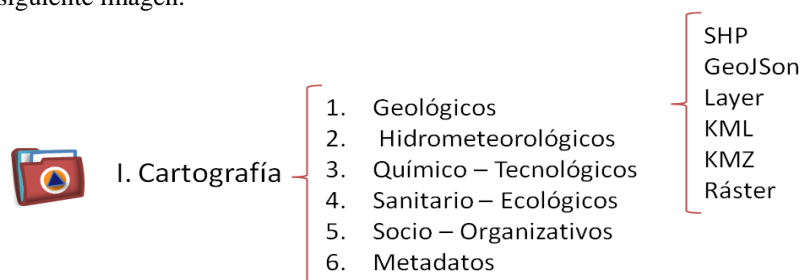 siguiente imagen.
I. Cartografía
1. Geológicos
2. Hidrometeorológicos
3. Químico – Tecnológicos
4. Sanitario – Ecológicos
5. Socio – Organizativos
6. Metadatos
SHP
GeoJSon
Layer
KML
KMZ
Ráster